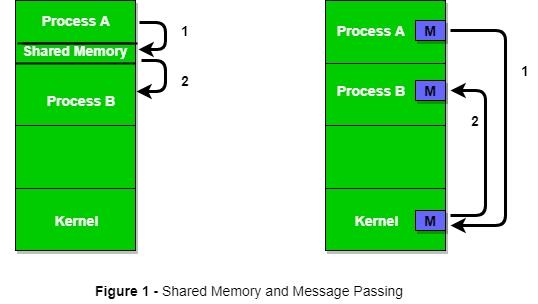 Process A
1
Shared Memory
2
Process B
Kernel
Process A
M
1
Process B
M
2
Kernel
M
Figure 1 - Shared Memory and Message Passing